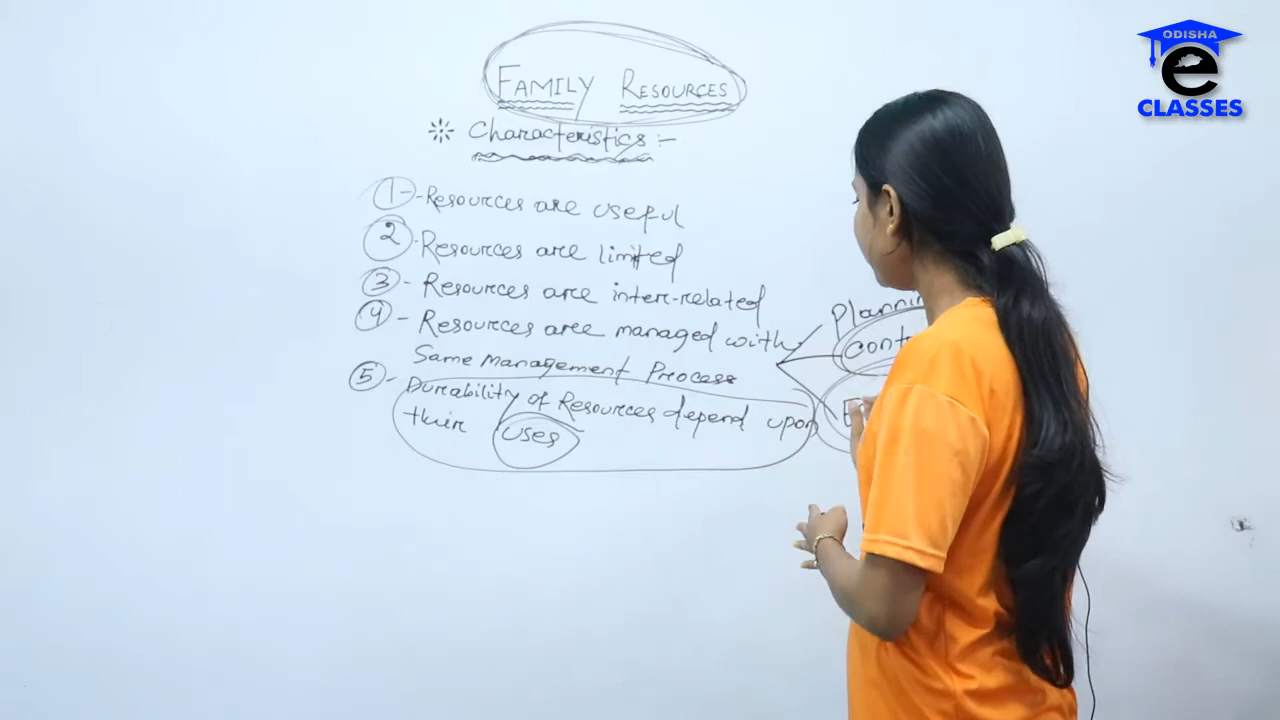 FAMILY RESOURCES
Characteristics :-
1- - Resources are useful
2 - Resources are limited
3 - Resources are inter-related
4 - Resources are managed with
Same Management Process
5 - Durability of Resources depend upon
their uses
ODISHA
e
CLASSES